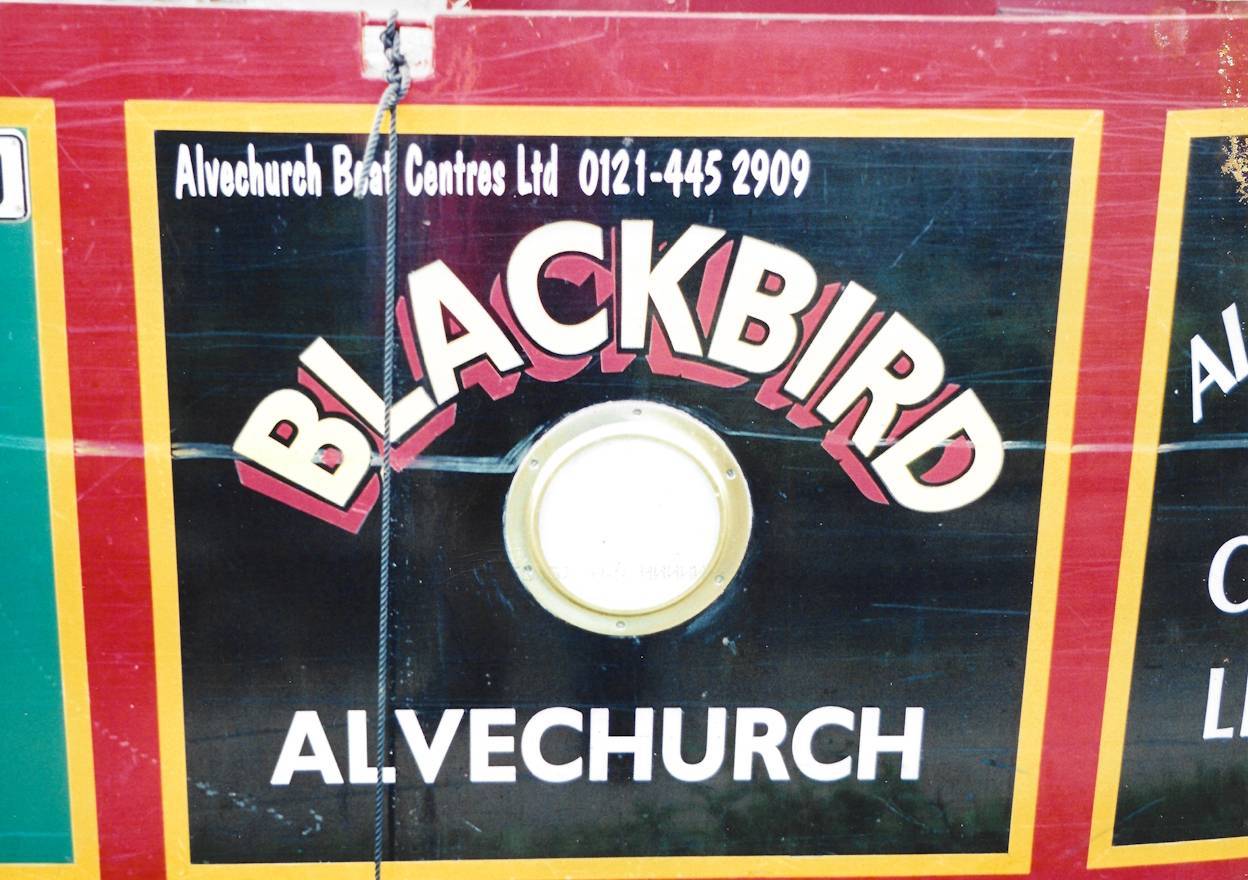 Alvechurch Boat Centres Ltd 0121-445 2909
BLACKBIRD
ALVECHURCH